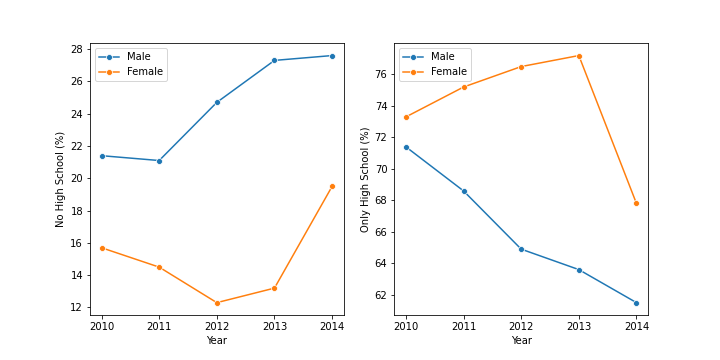 28
26
24
22
20
18
16
14
12
No High School (%)
Male
Female
2010 2011 2012 2013 2014
Year
76
74
72
70
68
66
64
62
Only High School (%)
Male
Female
2010 2011 2012 2013 2014
Year